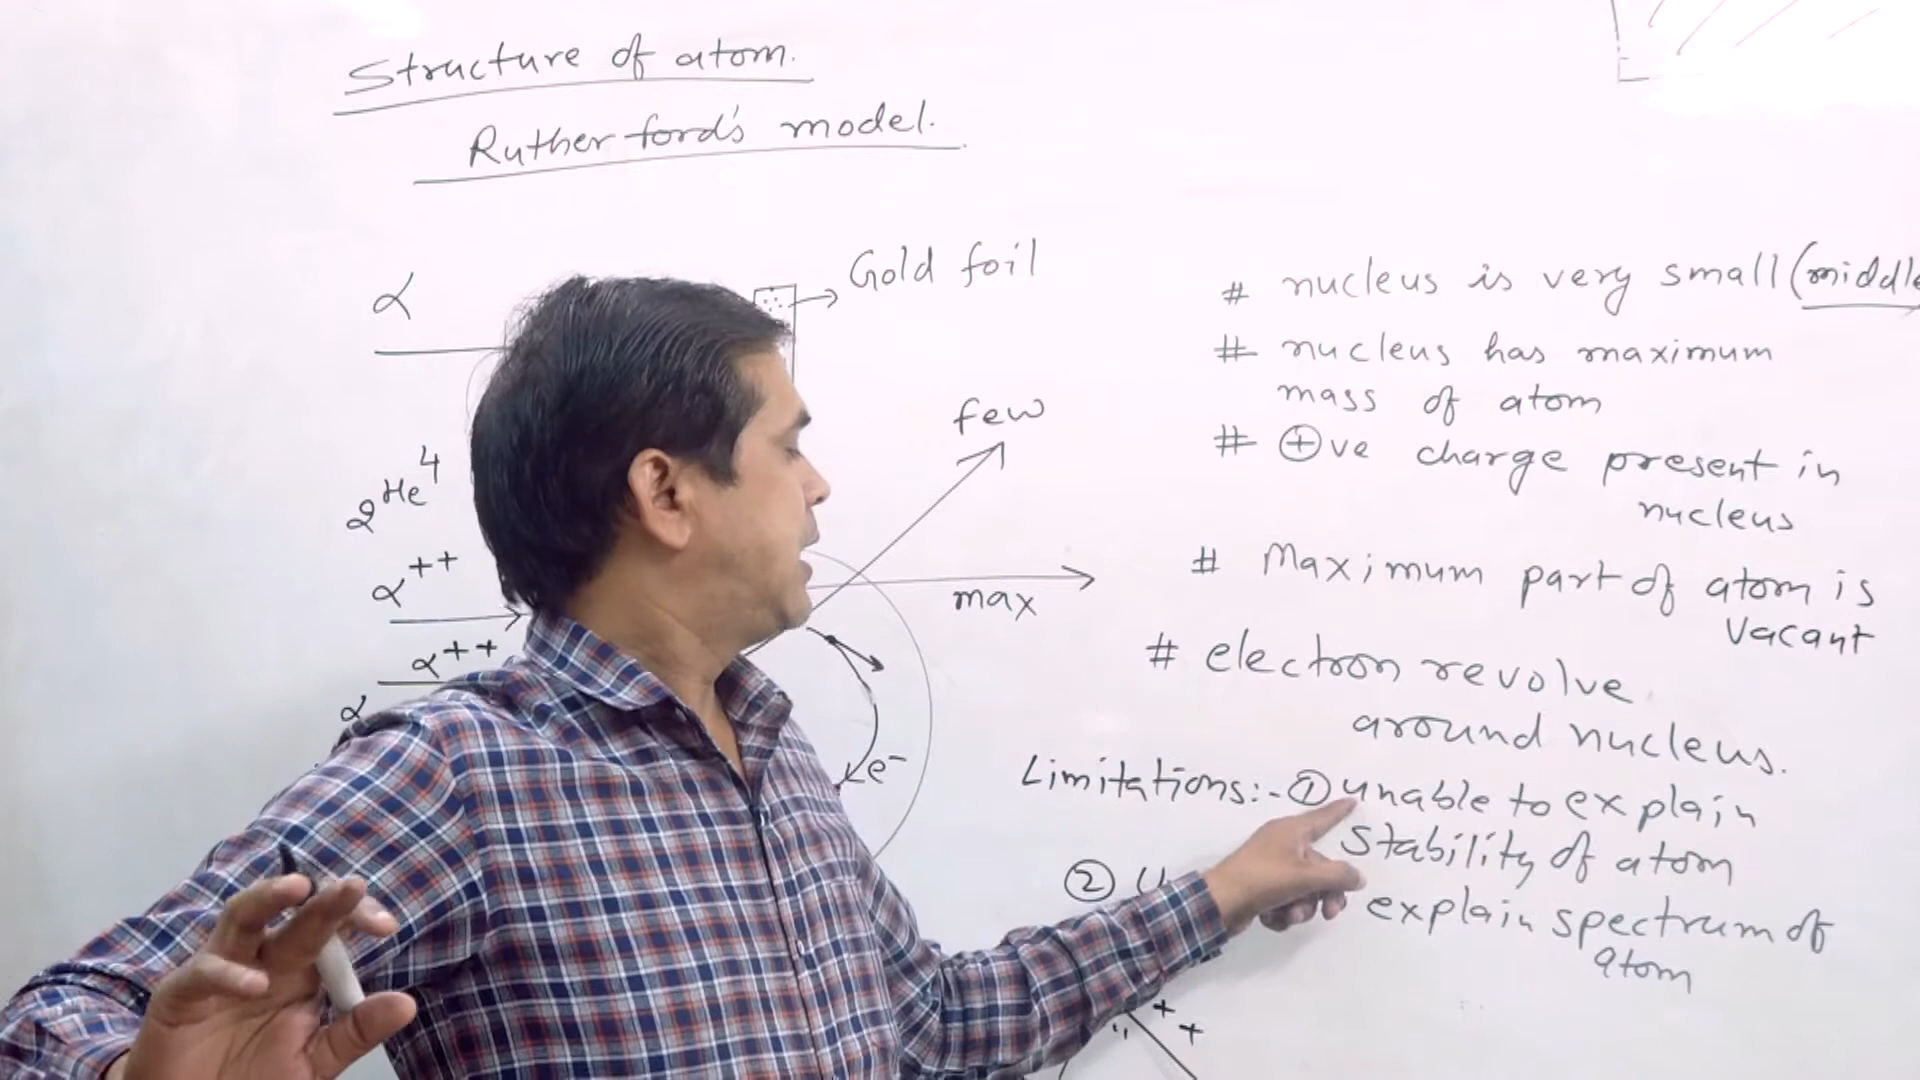 Structure of atom.
Rutherford's model.
α
Gold foil
few
₂He⁴
α⁺⁺
max
α⁺⁺
α
e⁻
# nucleus is very small (middle
# nucleus has maximum
mass of atom
# ⊕ve charge present in
nucleus
# Maximum part of atom is
Vacant
# electron revolve
around nucleus.
Limitations:- ① unable to explain
Stability of atom
②
explain spectrum of
atom
+ +